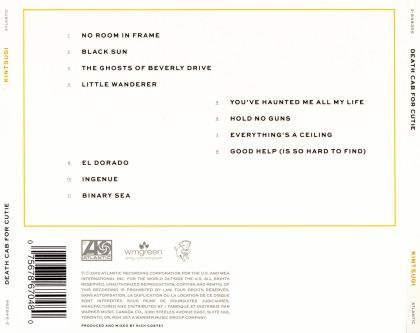 ATLANTIC
KINTSUGI
DEATH CAB FOR CUTIE
1. NO ROOM IN FRAME
2. BLACK SUN
3. THE GHOSTS OF BEVERLY DRIVE
4. LITTLE WANDERER
5. YOU'VE HAUNTED ME ALL MY LIFE
6. HOLD NO GUNS
7. EVERYTHING'S A CEILING
8. GOOD HELP (IS SO HARD TO FIND)
9. EL DORADO
10. INGENUE
11. BINARY SEA
ATLANTIC
wmgreen
℗ © 2015 ATLANTIC RECORDING CORPORATION FOR THE U.S. AND WEA
INTERNATIONAL INC. FOR THE WORLD OUTSIDE THE U.S. ALL RIGHTS
RESERVED. UNAUTHORIZED REPRODUCTION, COPYING AND RENTAL OF
THIS RECORDING IS PROHIBITED BY LAW. TOUS DROITS RÉSERVÉS.
SANS AUTORISATION, LA DUPLICATION OU LA LOCATION DE CE DISQUE
SONT INTERDITES SOUS PEINE DE POURSUITES JUDICIAIRES.
MANUFACTURED AND DISTRIBUTED BY / FABRIQUÉ ET DISTRIBUÉ PAR
WARNER MUSIC CANADA CO., 3381 STEELES AVENUE EAST, SUITE 100,
TORONTO, ON, M2H 3S7. A WARNER MUSIC GROUP COMPANY.
PRODUCED AND MIXED BY RICH COSTEY
DEATH CAB FOR CUTIE
KINTSUGI
ATLANTIC